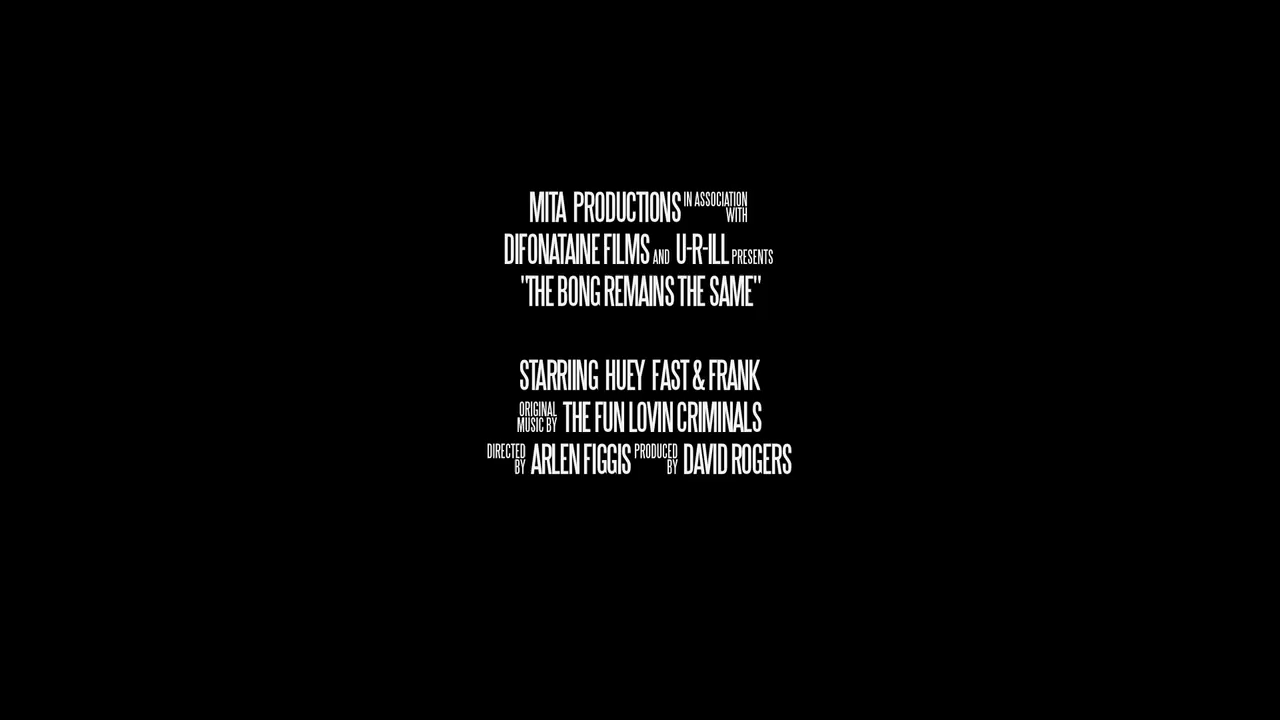 MITA PRODUCTIONS IN ASSOCIATION WITH
DIFONATAINE FILMS AND U-R-ILL PRESENTS
"THE BONG REMAINS THE SAME"
STARRIING HUEY FAST & FRANK
ORIGINAL MUSIC BY THE FUN LOVIN CRIMINALS
DIRECTED BY ARLEN FIGGIS PRODUCED BY DAVID ROGERS